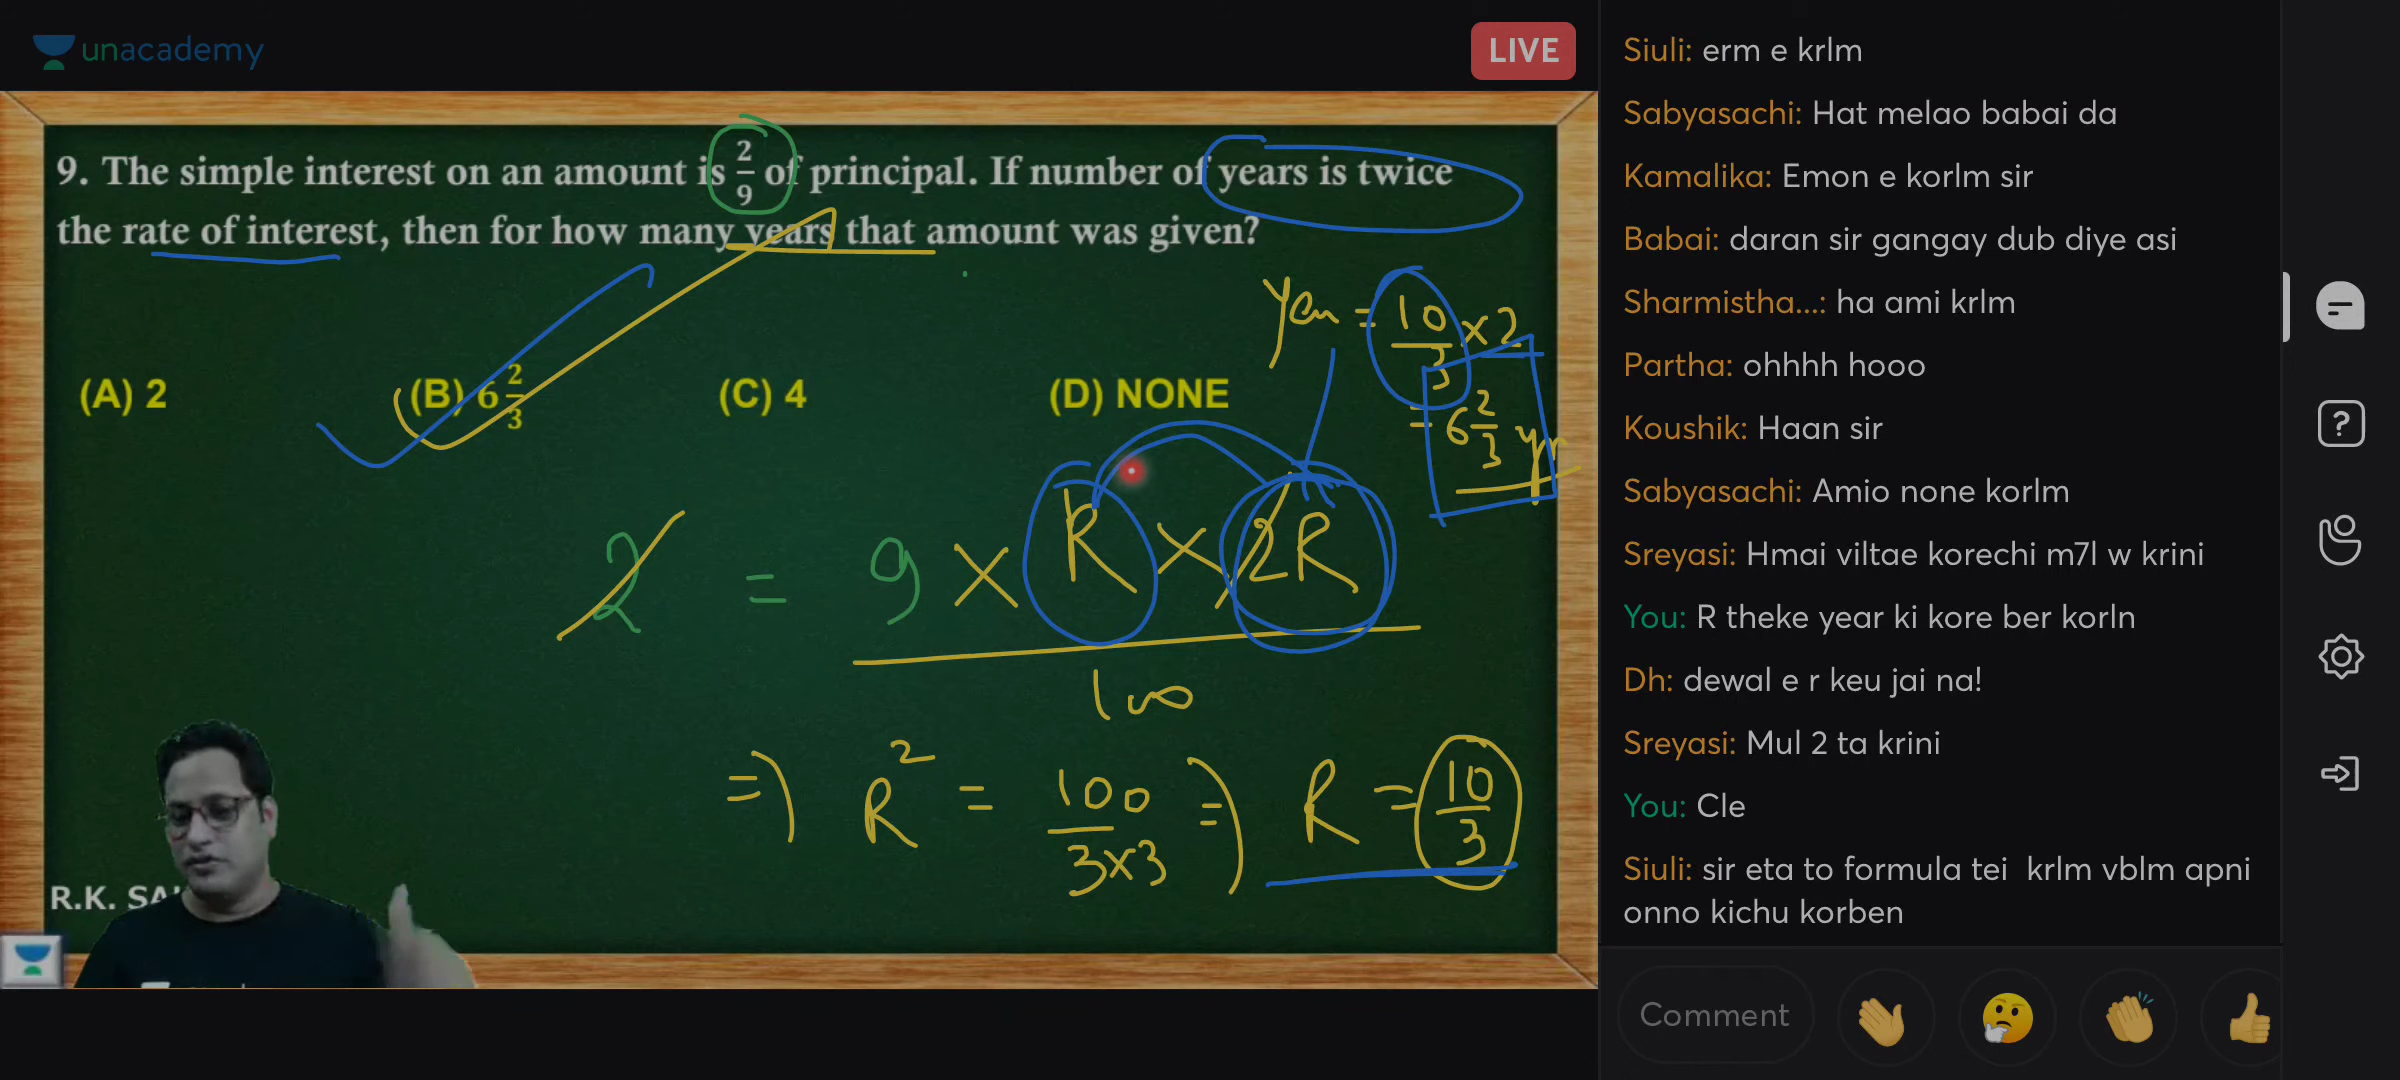 unacademy
LIVE
9. The simple interest on an amount is 2/9 of principal. If number of years is twice
the rate of interest, then for how many years that amount was given?
(A) 2
(B) 6 2/3
(C) 4
(D) NONE
Year = 10/3 × 2
= 6 2/3 yr
2 = 9 × R × 2R
100
=> R² = 100/3×3 => R = 10/3
R.K. SA
Siuli: erm e krlm
Sabyasachi: Hat melao babai da
Kamalika: Emon e korlm sir
Babai: daran sir gangay dub diye asi
Sharmistha...: ha ami krlm
Partha: ohhhh hooo
Koushik: Haan sir
Sabyasachi: Amio none korlm
Sreyasi: Hmai viltae korechi m7l w krini
You: R theke year ki kore ber korln
Dh: dewal e r keu jai na!
Sreyasi: Mul 2 ta krini
You: Cle
Siuli: sir eta to formula tei krlm vblm apni
onno kichu korben
Comment